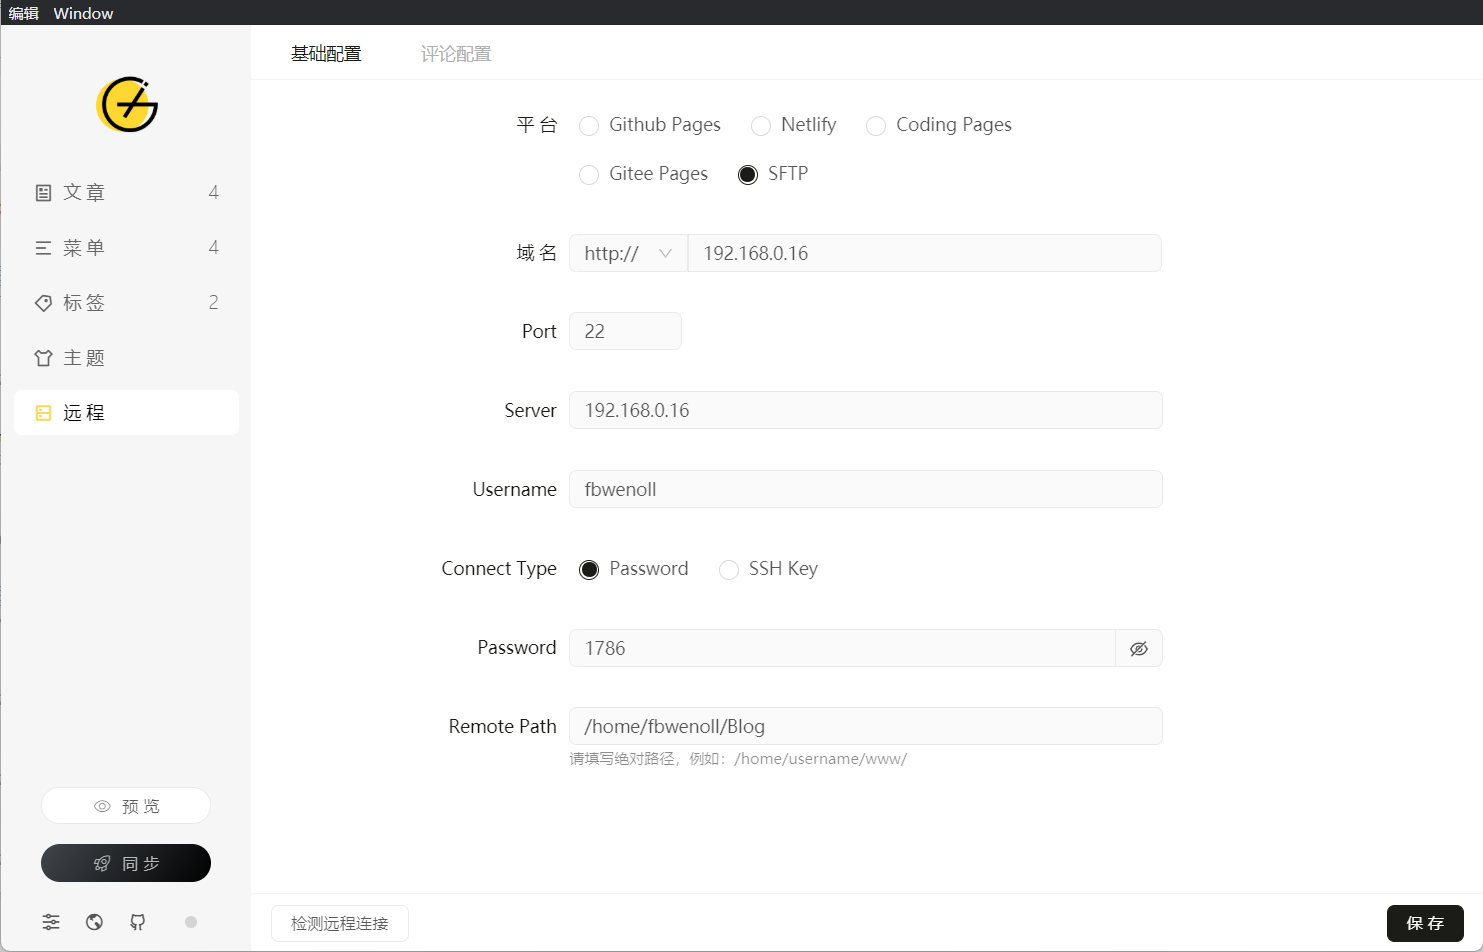 编辑 Window
基础配置 评论配置
文章 4
菜单 4
标签 2
主题
远程
预览
同步
平台 Github Pages Netlify Coding Pages
Gitee Pages SFTP
域名 http:// 192.168.0.16
Port 22
Server 192.168.0.16
Username fbwenoll
Connect Type Password SSH Key
Password 1786
Remote Path /home/fbwenoll/Blog
请填写绝对路径，例如：/home/username/www/
检测远程连接 保存